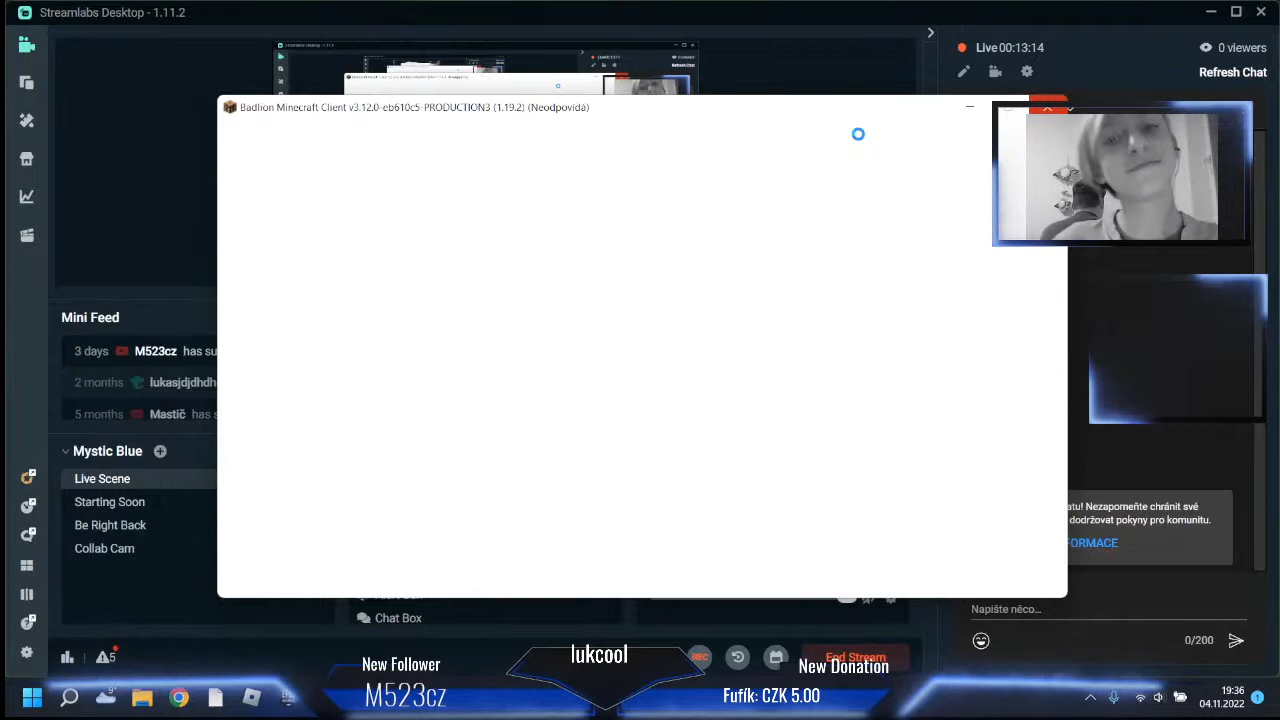 Streamlabs Desktop - 1.11.2
Live 00:13:14
0 viewers
Badlion Minecraft Client v3.12.0-eb610c5-PRODUCTION3 (1.19.2) (Neodpovídá)
Mini Feed
3 days M523cz has su
2 months lukasjdjdhdh
5 months Mastič has s
Mystic Blue
Live Scene
Starting Soon
Be Right Back
Collab Cam
atu! Nezapomeňte chránit své
dodržovat pokyny pro komunitu.
FORMACE
Chat Box
Napište něco...
0/200
5
REC
End Stream
New Follower
M523cz
lukcool
New Donation
Fufík: CZK 5.00
9°
19:36
04.11.2022
1